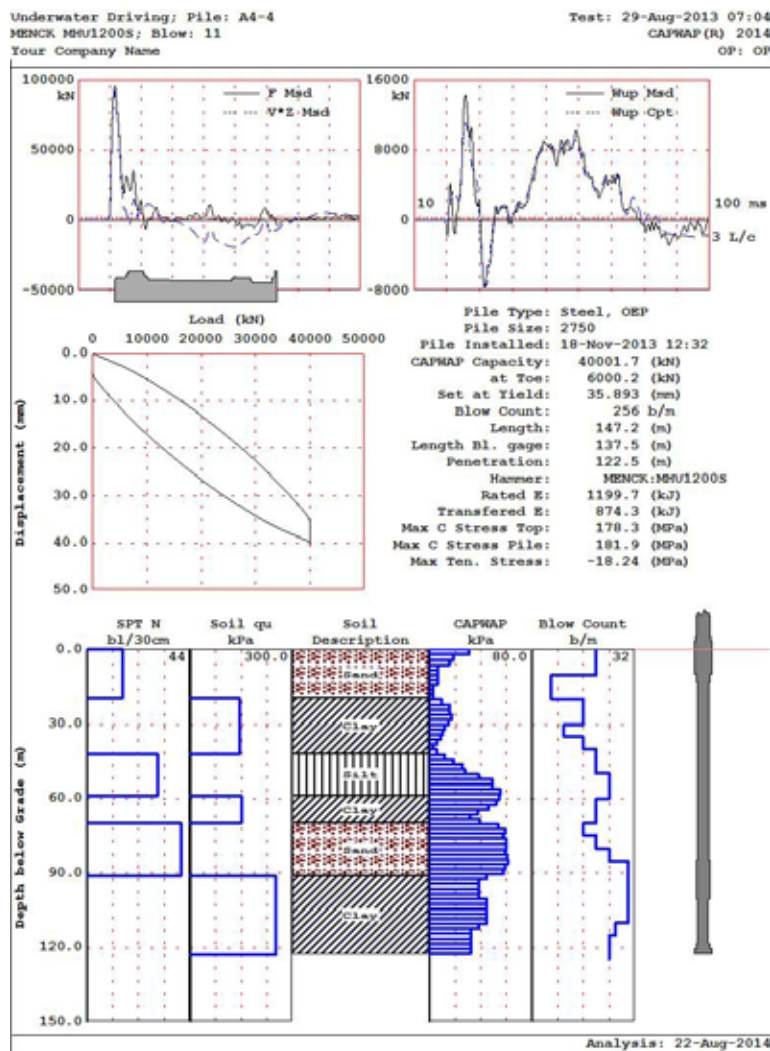 Underwater Driving; Pile: A4-4 Test: 29-Aug-2013 07:04
MENCK MHU1200S; Blow: 11 CAPWAP(R) 2014
Your Company Name OP: OP
100000
kN
50000
0
-50000
F Msd
V*Z Msd
16000
kN
8000
0
-8000
Wup Msd
Wup Cpt
10
100 ms
3 L/c
Load (kN)
0 10000 20000 30000 40000 50000
Displacement (mm)
0.0
10.0
20.0
30.0
40.0
50.0
Pile Type: Steel, OEP
Pile Size: 2750
Pile Installed: 18-Nov-2013 12:32
CAPWAP Capacity: 40001.7 (kN)
at Toe: 6000.2 (kN)
Set at Yield: 35.893 (mm)
Blow Count: 256 b/m
Length: 147.2 (m)
Length Bl. gage: 137.5 (m)
Penetration: 122.5 (m)
Hammer: MENCK:MHU1200S
Rated E: 1199.7 (kJ)
Transfered E: 874.3 (kJ)
Max C Stress Top: 178.3 (MPa)
Max C Stress Pile: 181.9 (MPa)
Max Ten. Stress: -18.24 (MPa)
SPT N Soil qu Soil CAPWAP Blow Count
bl/30cm kPa Description kPa b/m
44 300.0 80.0 32
Depth below Grade (m)
0.0
30.0
60.0
90.0
120.0
150.0
Sand
Clay
Silt
Clay
Sand
Clay
Analysis: 22-Aug-2014